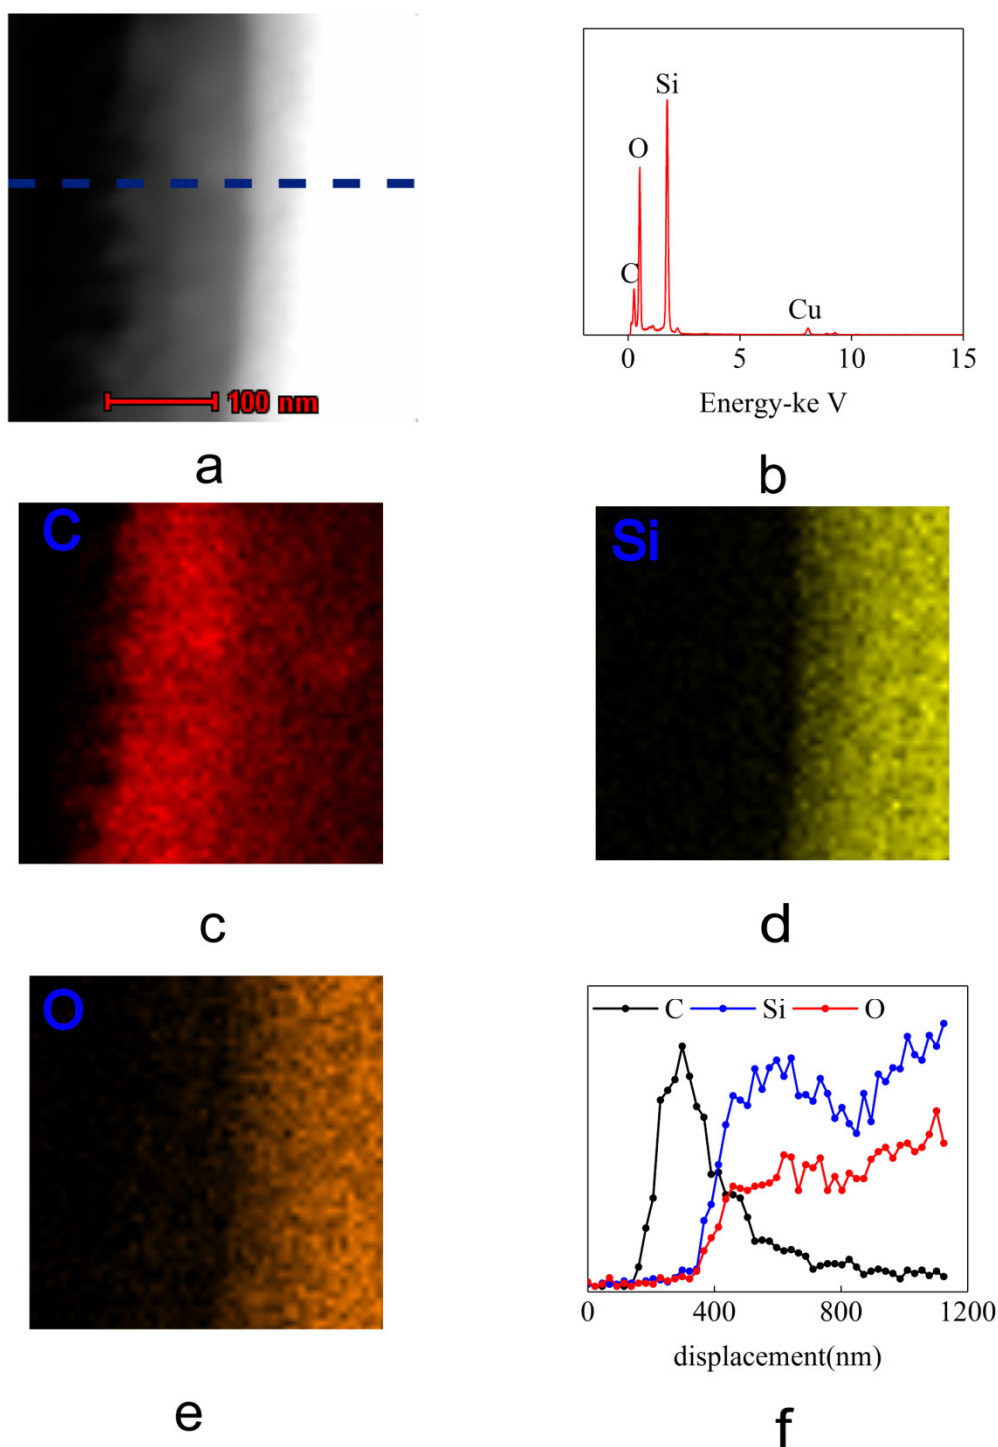 100 nm
a
Si
O
C
Cu
0 5 10 15
Energy-ke V
b
C
c
Si
d
O
e
C Si O
0 400 800 1200
displacement(nm)
f